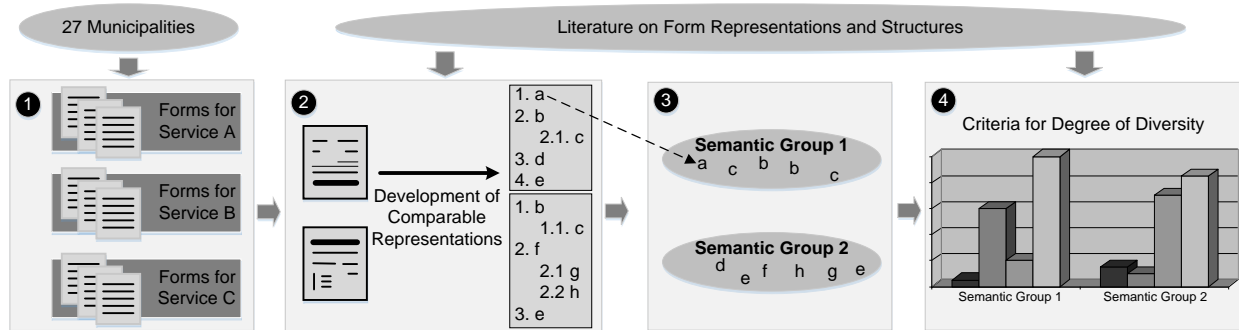 27 Municipalities
Literature on Form Representations and Structures
1
Forms for
Service A
Forms for
Service B
Forms for
Service C
2
Development of
Comparable
Representations
1. a
2. b
2.1. c
3. d
4. e
1. b
1.1. c
2. f
2.1 g
2.2 h
3. e
3
Semantic Group 1
a c b b c
Semantic Group 2
d e f h g e
4
Criteria for Degree of Diversity
Semantic Group 1
Semantic Group 2